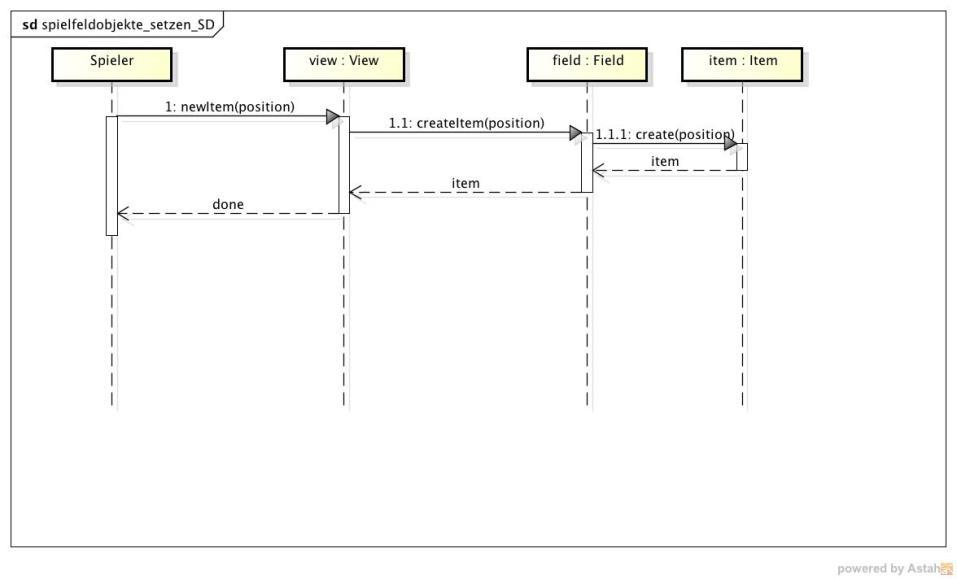 sd spielfeldobjekte_setzen_SD
Spieler
view : View
field : Field
item : Item
1: newItem(position)
1.1: createItem(position)
1.1.1: create(position)
item
item
done
powered by Astah